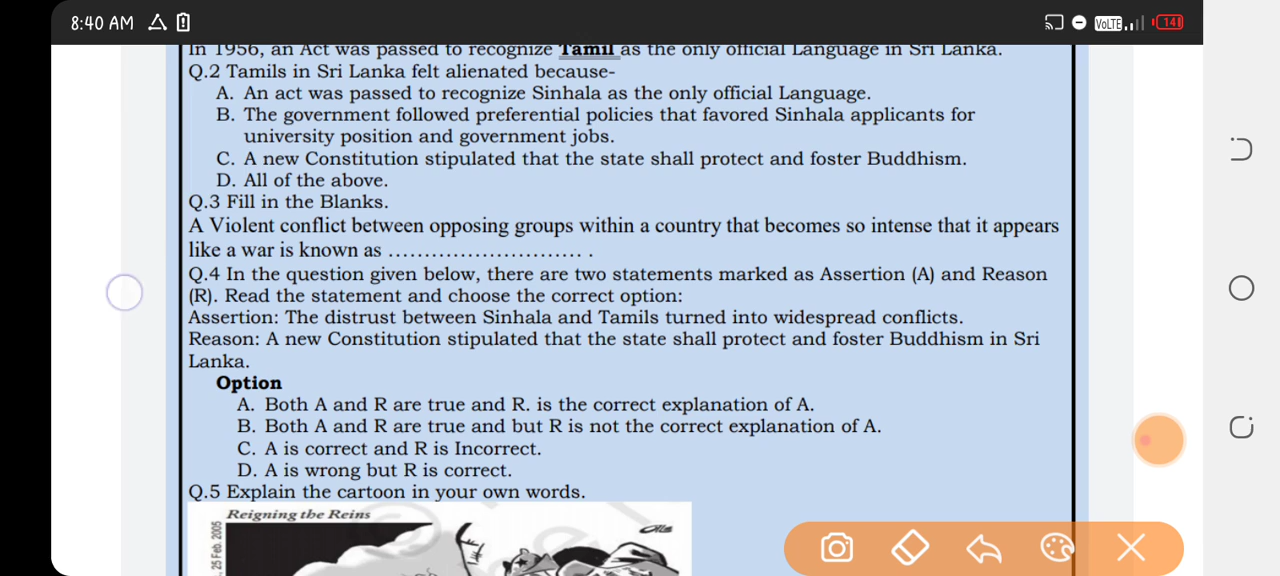 8:40 AM
VoLTE
14
In 1956, an Act was passed to recognize Tamil as the only official Language in Sri Lanka.
Q.2 Tamils in Sri Lanka felt alienated because-
A. An act was passed to recognize Sinhala as the only official Language.
B. The government followed preferential policies that favored Sinhala applicants for
university position and government jobs.
C. A new Constitution stipulated that the state shall protect and foster Buddhism.
D. All of the above.
Q.3 Fill in the Blanks.
A Violent conflict between opposing groups within a country that becomes so intense that it appears
like a war is known as ........................... .
Q.4 In the question given below, there are two statements marked as Assertion (A) and Reason
(R). Read the statement and choose the correct option:
Assertion: The distrust between Sinhala and Tamils turned into widespread conflicts.
Reason: A new Constitution stipulated that the state shall protect and foster Buddhism in Sri
Lanka.
Option
A. Both A and R are true and R. is the correct explanation of A.
B. Both A and R are true and but R is not the correct explanation of A.
C. A is correct and R is Incorrect.
D. A is wrong but R is correct.
Q.5 Explain the cartoon in your own words.
Reigning the Reins
25 Feb. 2005